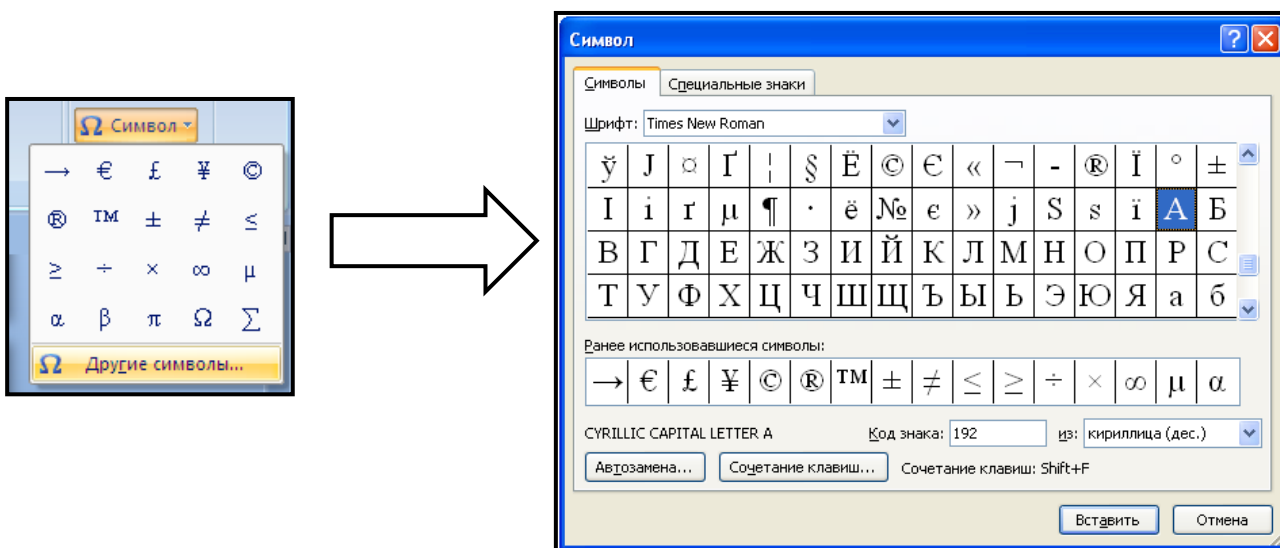 Ω Символ
→ € £ ¥ ©
® ™ ± ≠ ≤
≥ ÷ × ∞ µ
α β π Ω ∑
Ω Другие символы...
Символ
Символы Специальные знаки
Шрифт: Times New Roman
ў Ј ¤ Ґ ¦ § Ё © Є « ¬ - ® Ї ° ±
І і ґ µ ¶ · ё № є » ј Ѕ ѕ ї А Б
В Г Д Е Ж З И Й К Л М Н О П Р С
Т У Ф Х Ц Ч Ш Щ Ъ Ы Ь Э Ю Я а б
Ранее использовавшиеся символы:
→ € £ ¥ © ® ™ ± ≠ ≤ ≥ ÷ × ∞ µ α
CYRILLIC CAPITAL LETTER A Код знака: 192 из: кириллица (дес.)
Автозамена... Сочетание клавиш... Сочетание клавиш: Shift+F
Вставить Отмена